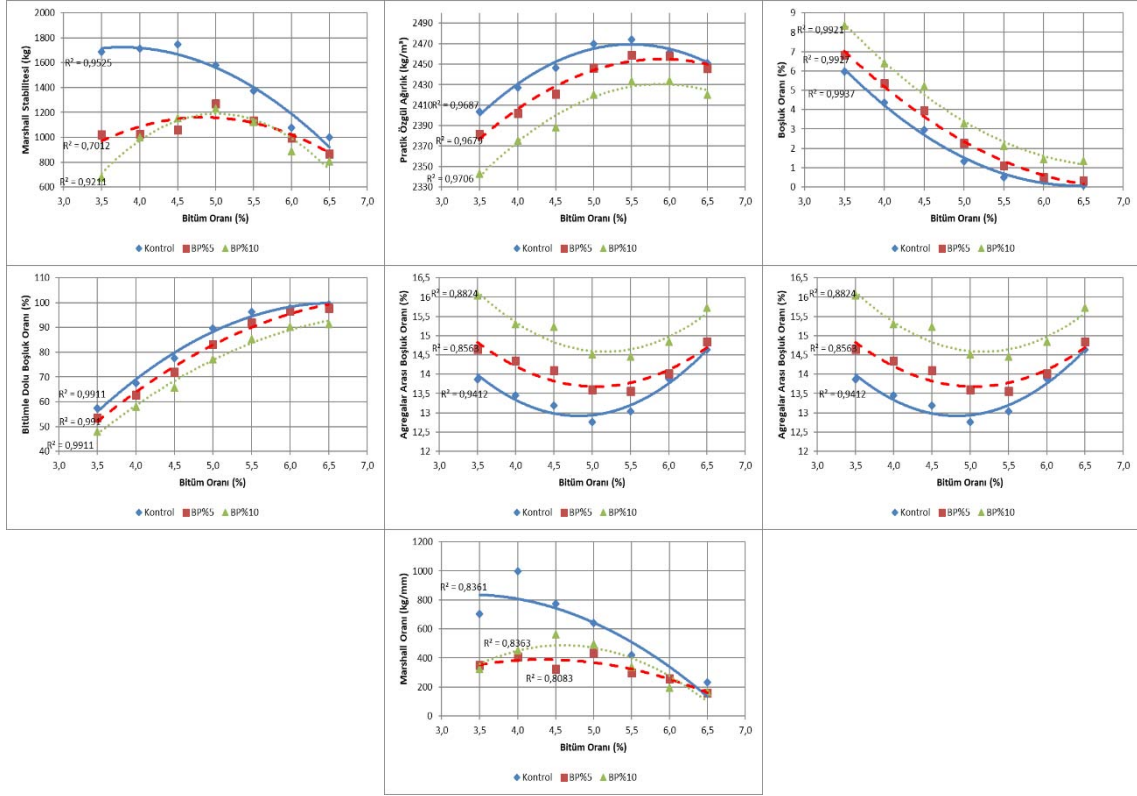 Marshall Stabilitesi (kg)
2000
1800
1600
1400
1200
1000
800
600
R² = 0,9525
R² = 0,7012
R² = 0,9211
3,0 3,5 4,0 4,5 5,0 5,5 6,0 6,5 7,0
Bitüm Oranı (%)
Kontrol BP%5 BP%10
Pratik Özgül Ağırlık (kg/m³)
2490
2470
2450
2430
2410
2390
2370
2350
2330
R² = 0,9687
R² = 0,9679
R² = 0,9706
3,0 3,5 4,0 4,5 5,0 5,5 6,0 6,5 7,0
Bitüm Oranı (%)
Kontrol BP%5 BP%10
Boşluk Oranı (%)
9
8
7
6
5
4
3
2
1
0
R² = 0,9921
R² = 0,9927
R² = 0,9937
3,0 3,5 4,0 4,5 5,0 5,5 6,0 6,5 7,0
Bitüm Oranı (%)
Kontrol BP%5 BP%10
Bitümle Dolu Boşluk Oranı (%)
110
100
90
80
70
60
50
40
R² = 0,9911
R² = 0,991
R² = 0,9911
3,0 3,5 4,0 4,5 5,0 5,5 6,0 6,5 7,0
Bitüm Oranı (%)
Kontrol BP%5 BP%10
Agregalar Arası Boşluk Oranı (%)
16,5
16
15,5
15
14,5
14
13,5
13
12,5
12
R² = 0,8824
R² = 0,8563
R² = 0,9412
3,0 3,5 4,0 4,5 5,0 5,5 6,0 6,5 7,0
Bitüm Oranı (%)
Kontrol BP%5 BP%10
Agregalar Arası Boşluk Oranı (%)
16,5
16
15,5
15
14,5
14
13,5
13
12,5
12
R² = 0,8824
R² = 0,8563
R² = 0,9412
3,0 3,5 4,0 4,5 5,0 5,5 6,0 6,5 7,0
Bitüm Oranı (%)
Kontrol BP%5 BP%10
Marshall Oranı (kg/mm)
1200
1000
800
600
400
200
0
R² = 0,8361
R² = 0,8363
R² = 0,8083
3,0 3,5 4,0 4,5 5,0 5,5 6,0 6,5 7,0
Bitüm Oranı (%)
Kontrol BP%5 BP%10